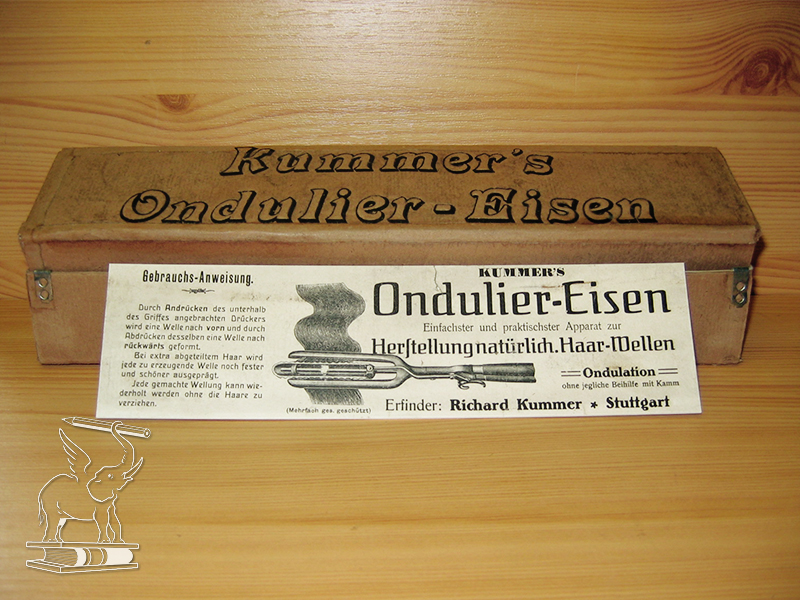 Kummer's
Ondulier-Eisen
Gebrauchs-Anweisung.
Durch Andrücken des unterhalb
des Griffes angebrachten Drückers
wird eine Welle nach vorn und durch
Abdrücken desselben eine Welle nach
rückwärts geformt.
Bei extra abgeteiltem Haar wird
jede zu erzeugende Welle noch fester
und schöner ausgeprägt.
Jede gemachte Wellung kann wie-
derholt werden ohne die Haare zu
verziehen.
(Mehrfach ges. geschützt)
KUMMER'S
Ondulier-Eisen
Einfachster und praktischster Apparat zur
Herstellung natürlich. Haar-Wellen
Ondulation
ohne jegliche Beihilfe mit Kamm
Erfinder: Richard Kummer ★ Stuttgart